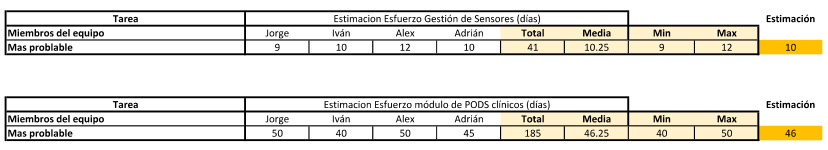 Tarea Estimacion Esfuerzo Gestión de Sensores (días) Estimación
Miembros del equipo Jorge Iván Alex Adrián Total Media Min Max
Mas problable 9 10 12 10 41 10.25 9 12 10
Tarea Estimacion Esfuerzo módulo de PODS clínicos (días) Estimación
Miembros del equipo Jorge Iván Alex Adrián Total Media Min Max
Mas problable 50 40 50 45 185 46.25 40 50 46